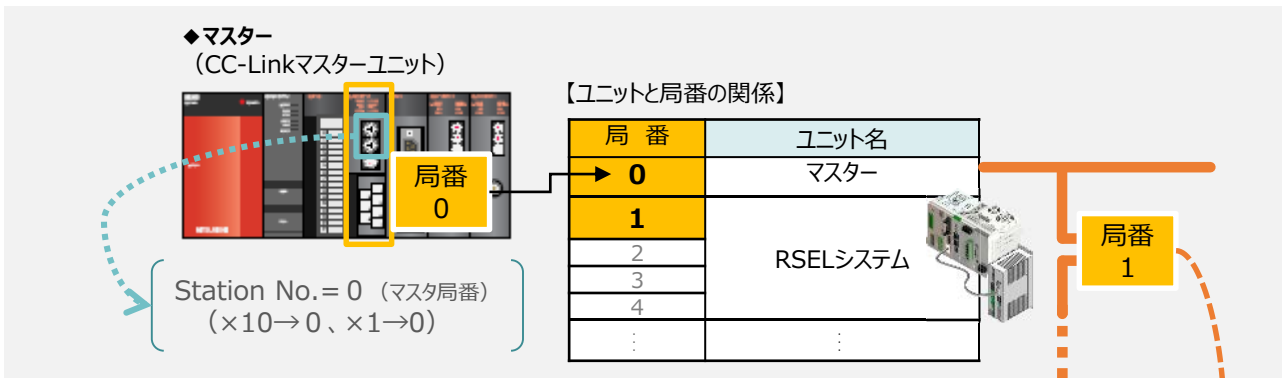 ◆マスター
（CC-Linkマスターユニット）
【ユニットと局番の関係】
局　番　ユニット名
局番
0
0　マスター
1
2
3
4
RSELシステム
局番
1
Station No.= 0 （マスタ局番）
（×10→0、×1→0）
⋮　⋮